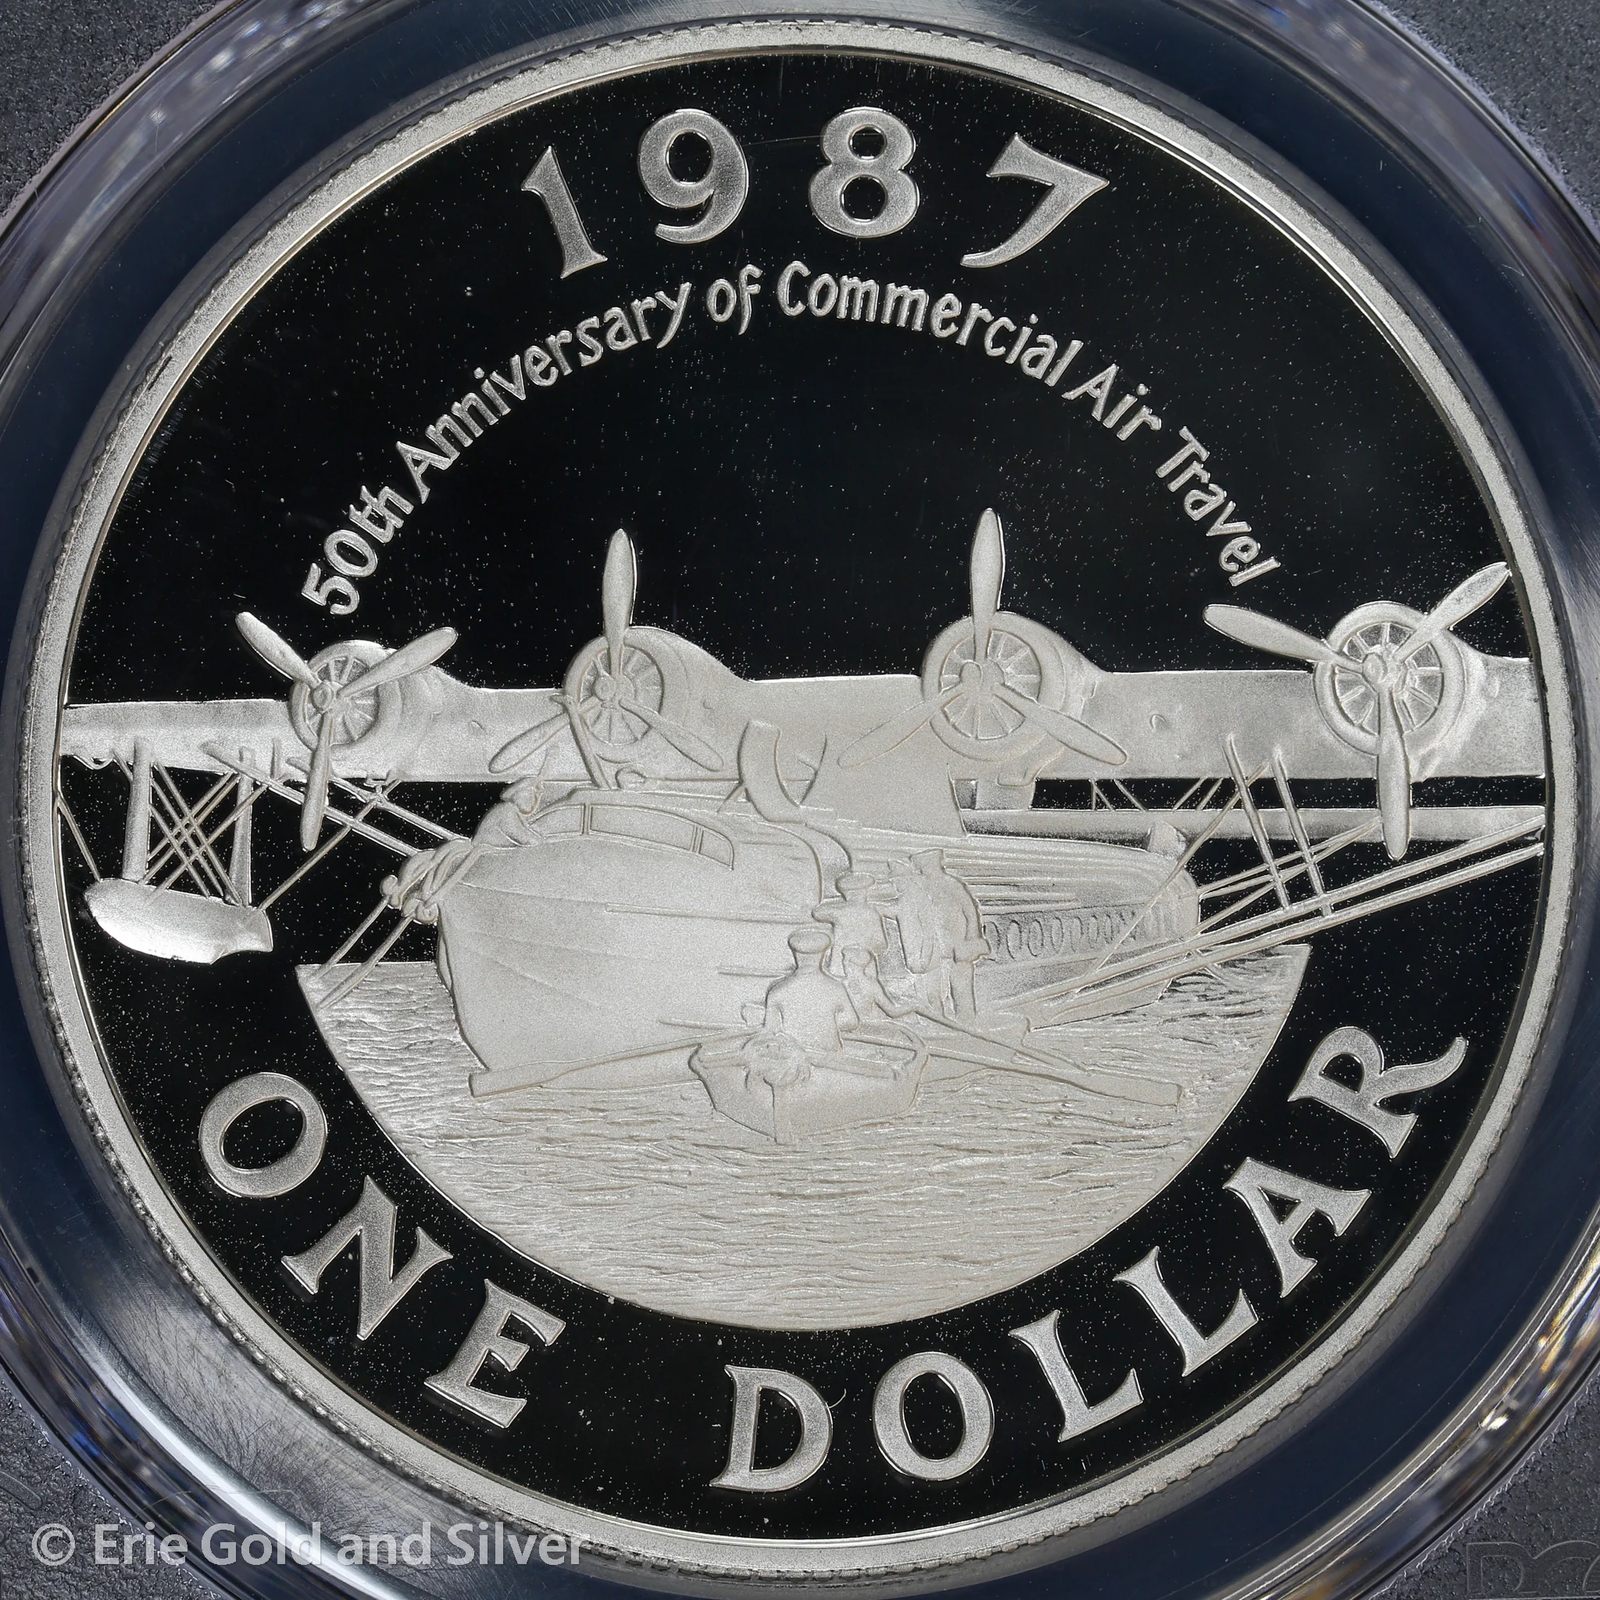 1987
50th Anniversary of Commercial Air Travel
ONE DOLLAR
© Erie Gold and Silver